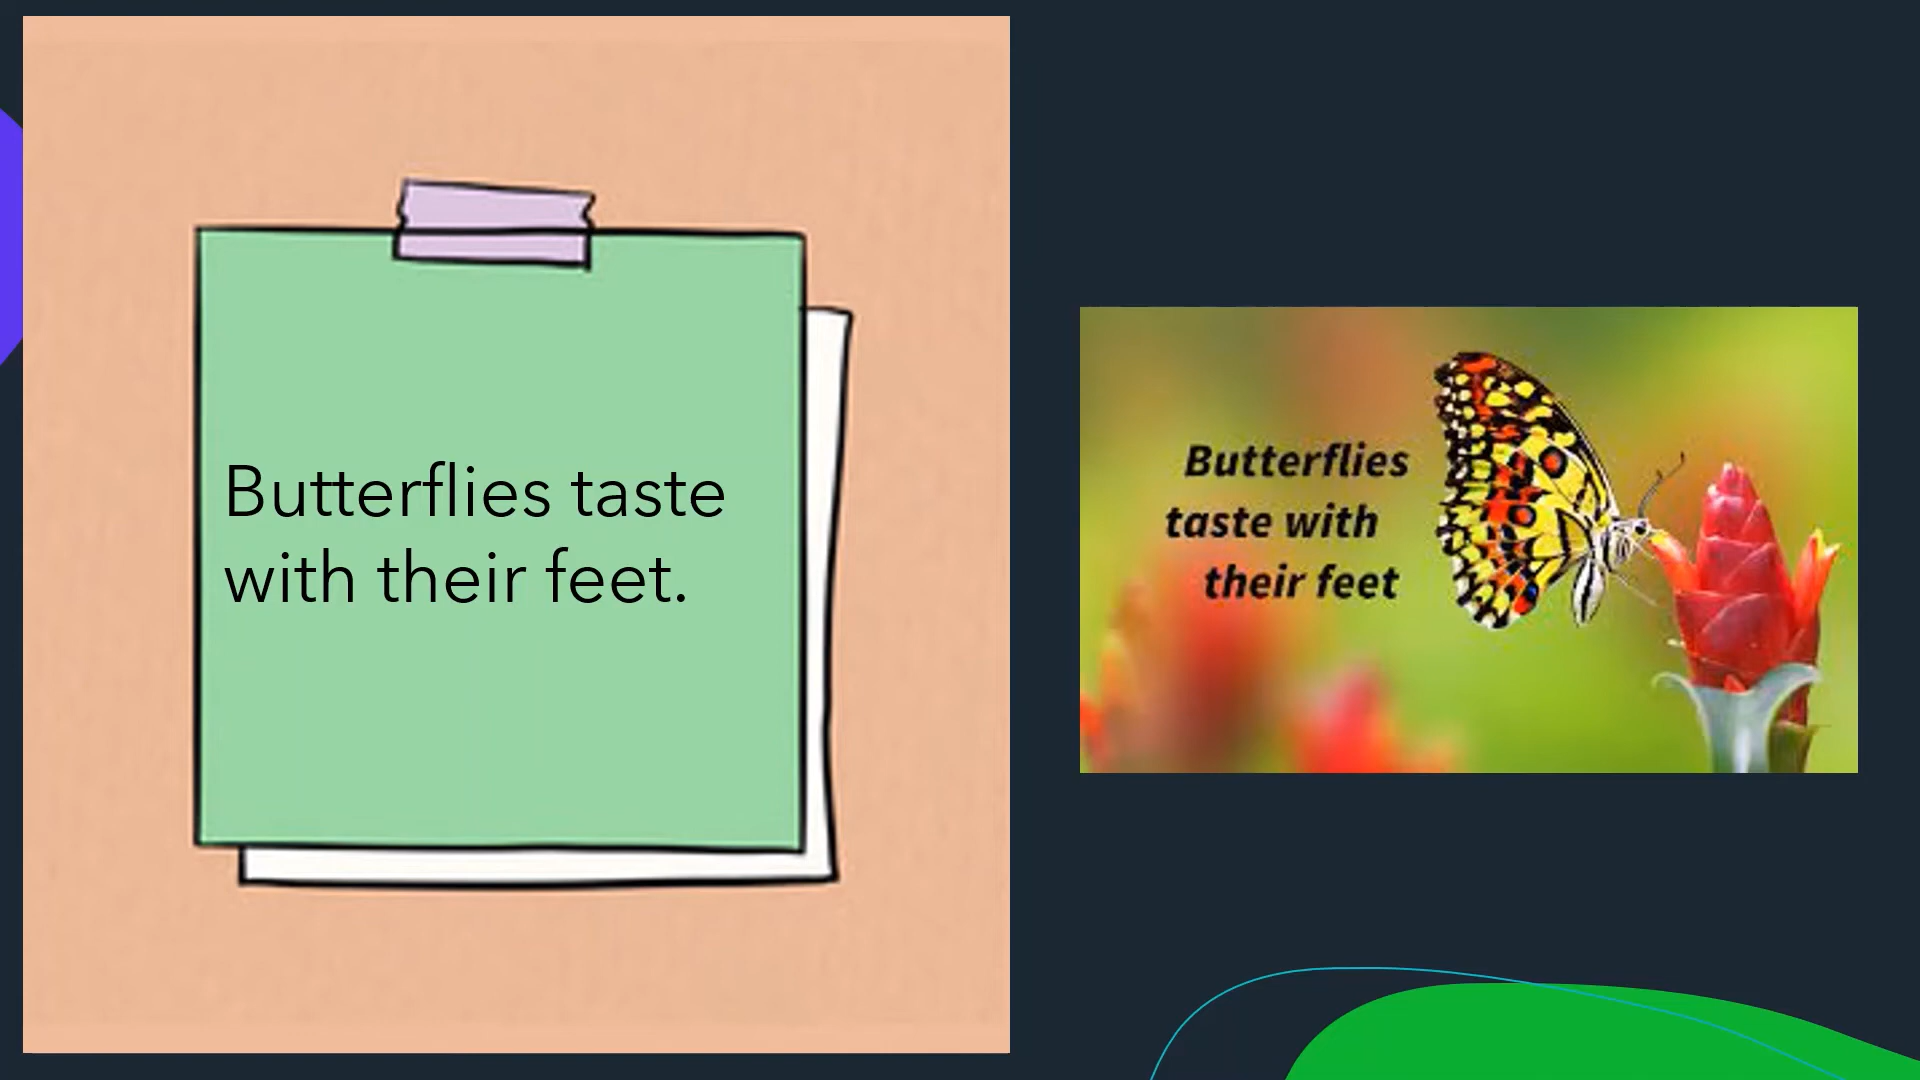 Butterflies taste
with their feet.
Butterflies
taste with
their feet